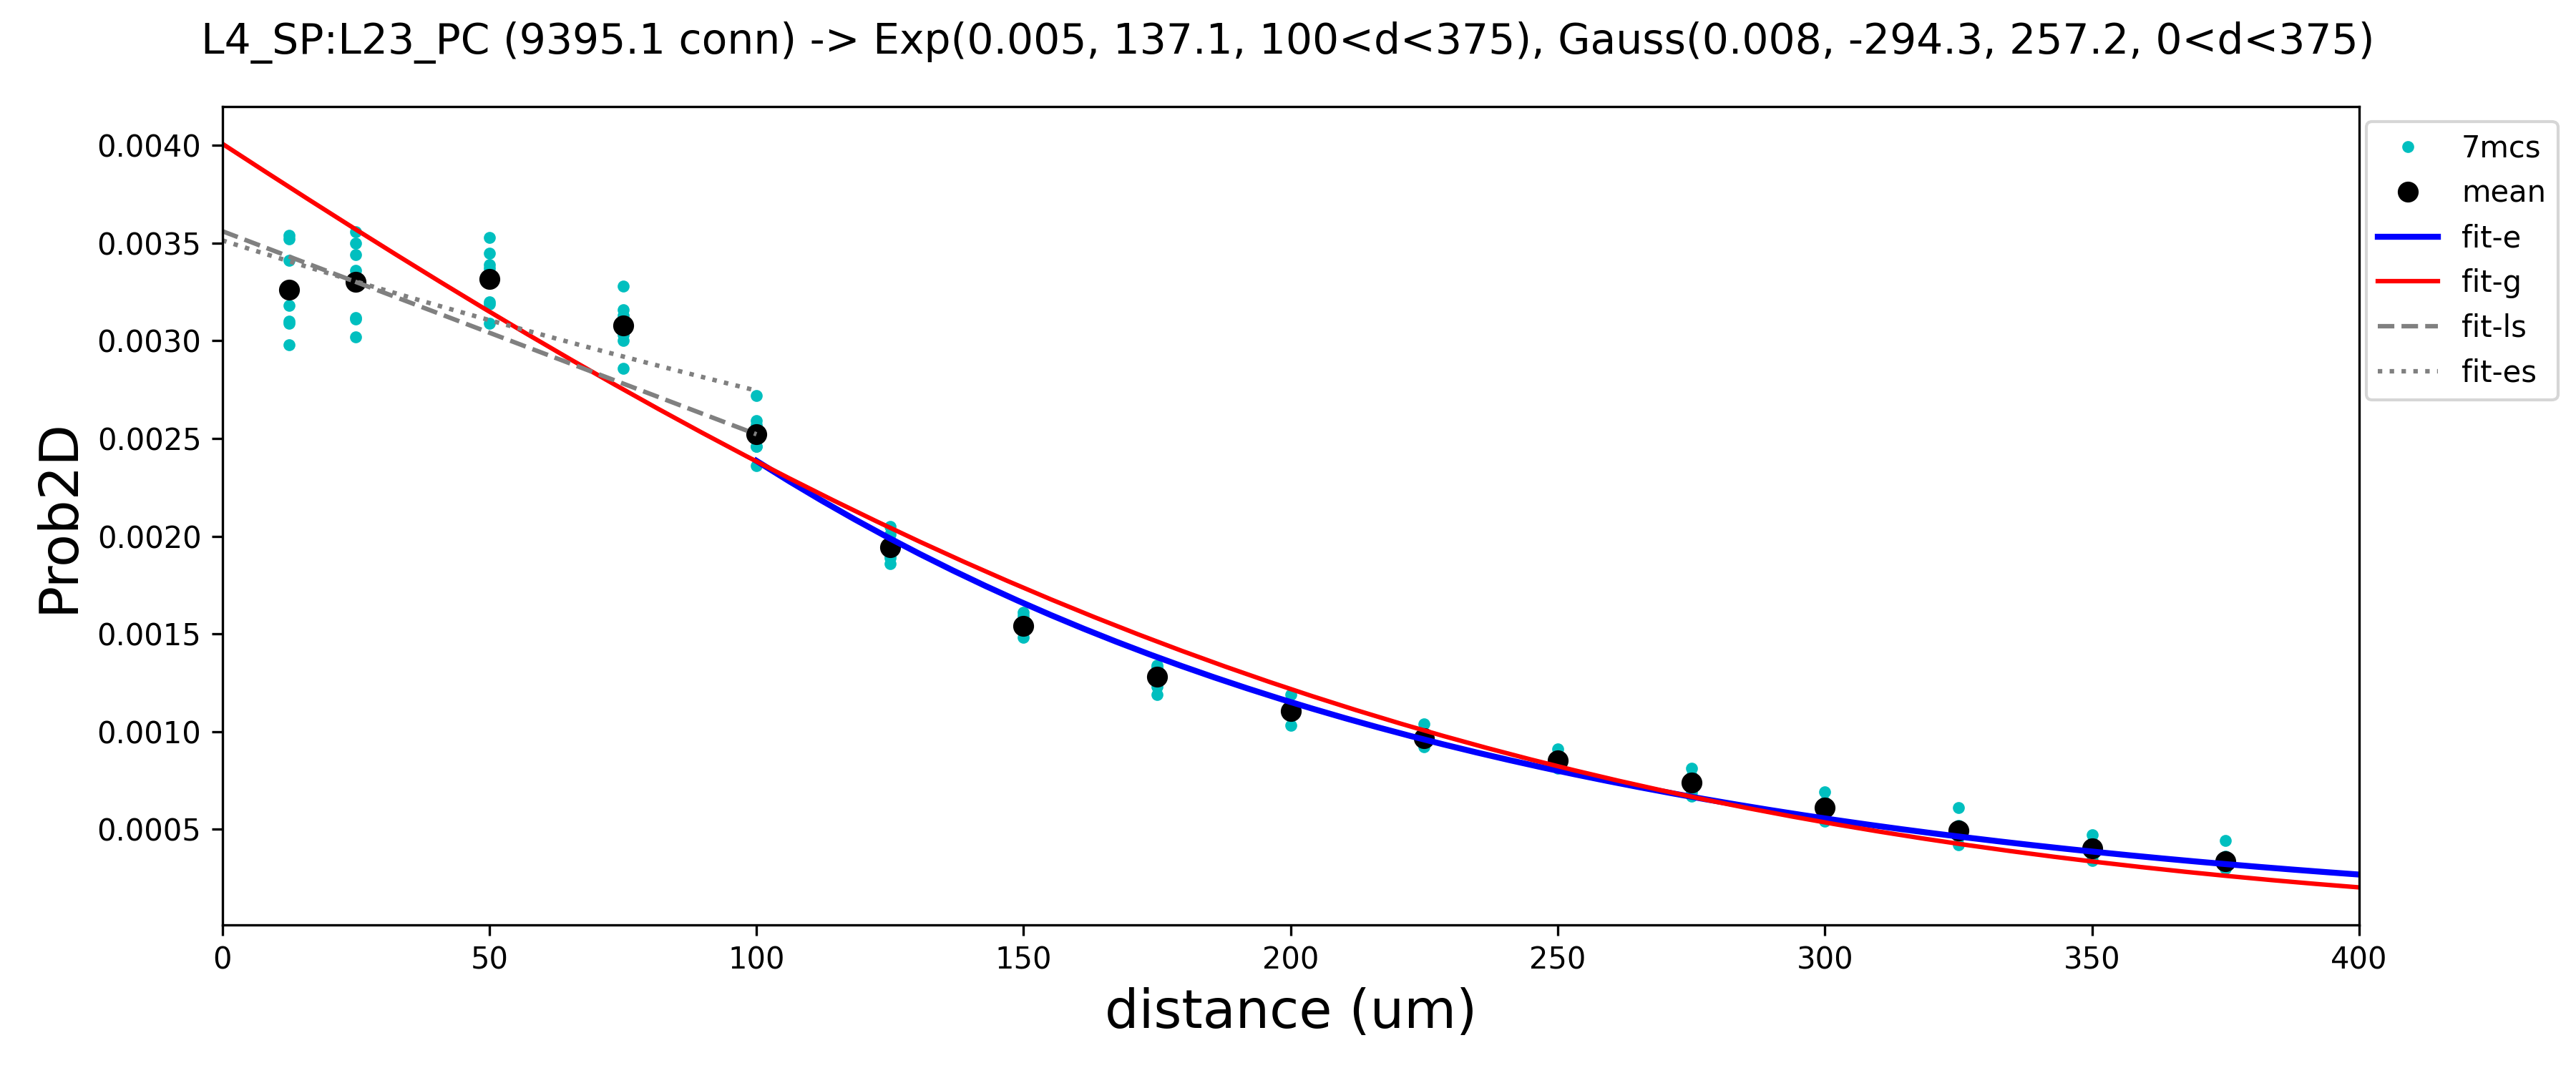 L4_SP:L23_PC (9395.1 conn) -> Exp(0.005, 137.1, 100<d<375), Gauss(0.008, -294.3, 257.2, 0<d<375)
0.0040
0.0035
0.0030
0.0025
0.0020
0.0015
0.0010
0.0005
Prob2D
0 50 100 150 200 250 300 350 400
distance (um)
7mcs
mean
fit-e
fit-g
fit-ls
fit-es